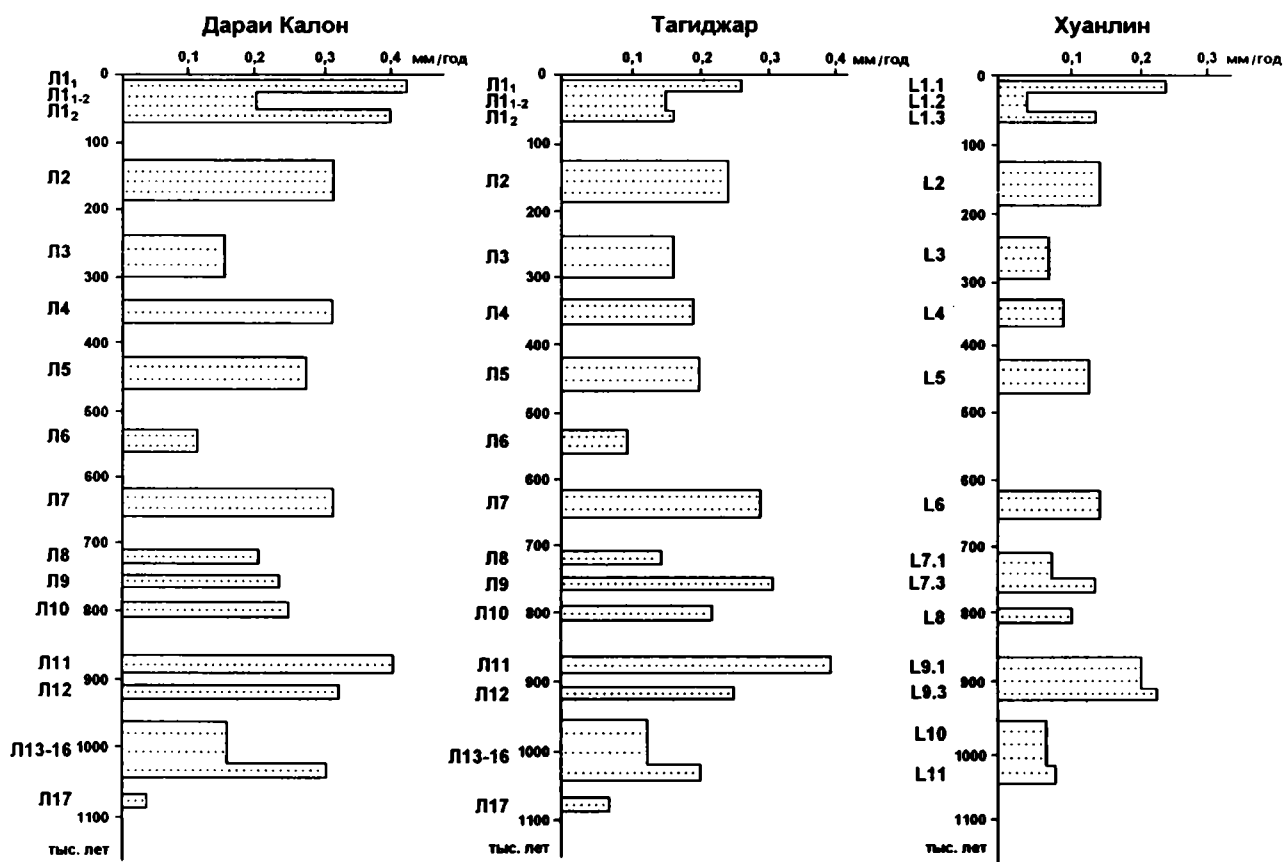 Дараи Калон
0,1 0,2 0,3 0,4 мм/год
0
Л1₁
Л1₁₋₂
Л1₂
100
Л2
200
Л3
300
Л4
400
Л5
500
Л6
600
Л7
700
Л8
Л9
Л10
800
Л11
900
Л12
Л13-16
1000
Л17
1100
тыс. лет
Тагиджар
0,1 0,2 0,3 0,4 мм/год
0
Л1₁
Л1₁₋₂
Л1₂
100
Л2
200
Л3
300
Л4
400
Л5
500
Л6
600
Л7
700
Л8
Л9
Л10
800
Л11
900
Л12
Л13-16
1000
Л17
1100
тыс. лет
Хуанлин
0,1 0,2 0,3 мм/год
0
L1.1
L1.2
L1.3
100
L2
200
L3
300
L4
400
L5
500
600
L6
700
L7.1
L7.3
800
L8
L9.1
900
L9.3
L10
1000
L11
1100
тыс. лет